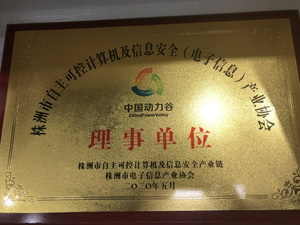 株洲市自主可控计算机及信息安全（电子信息）产业协会
中国动力谷
ChinaPowerValley
理事单位
株洲市自主可控计算机及信息安全产业链
株洲市电子信息产业协会
二〇二〇年五月